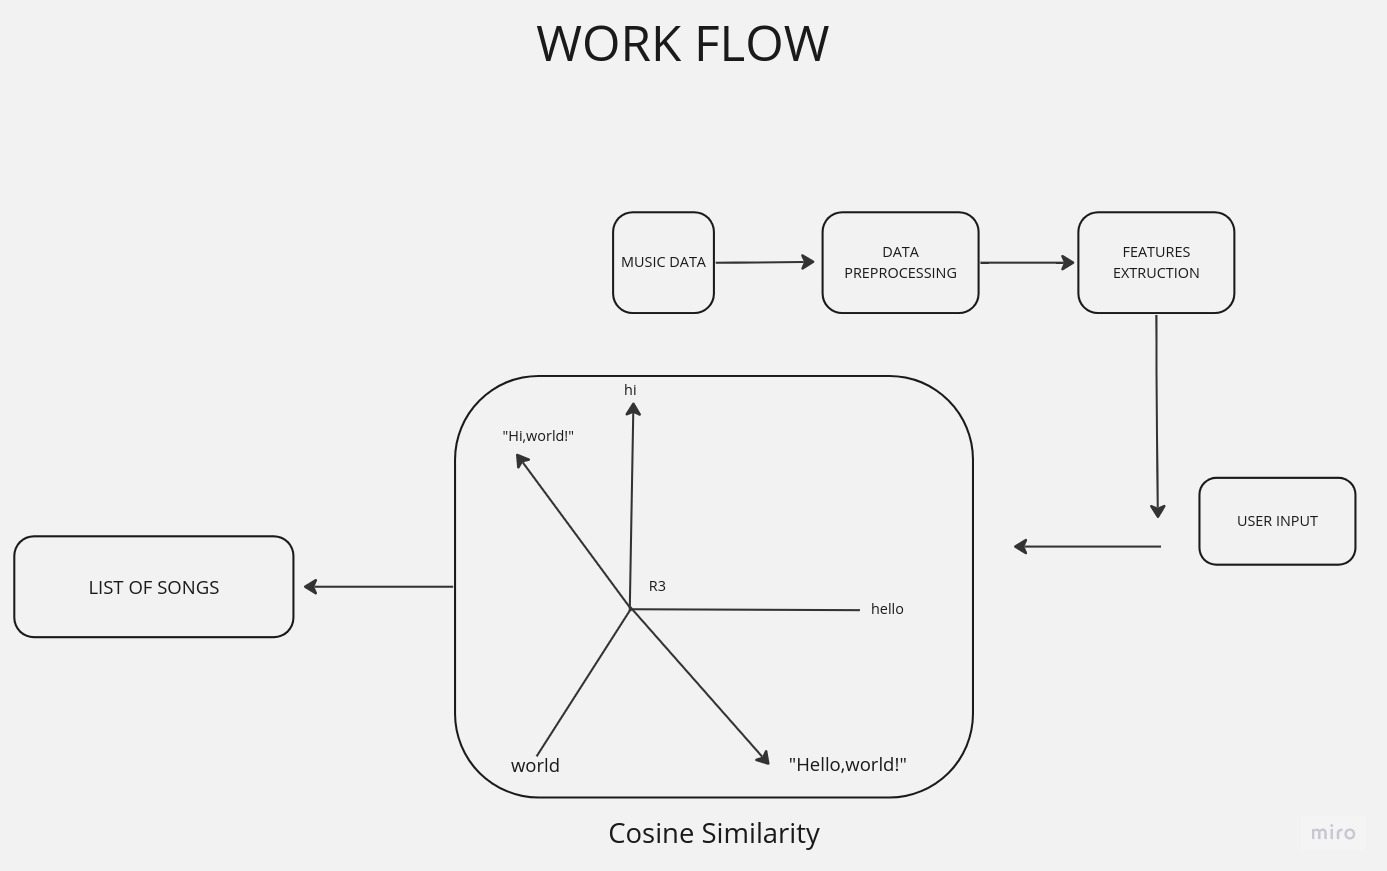 WORK FLOW
MUSIC DATA
DATA
PREPROCESSING
FEATURES
EXTRUCTION
hi
"Hi,world!"
USER INPUT
LIST OF SONGS
R3
hello
world
"Hello,world!"
Cosine Similarity
miro